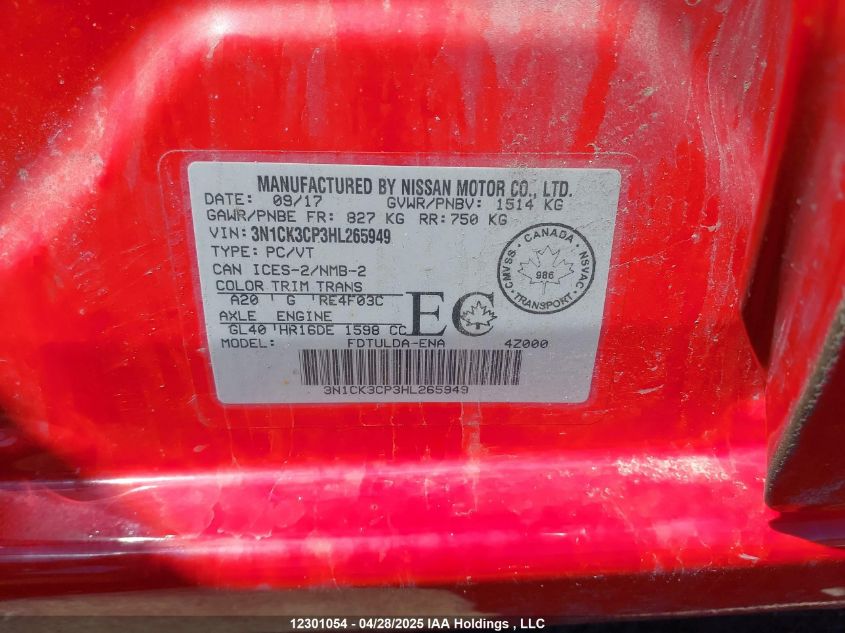 MANUFACTURED BY NISSAN MOTOR CO., LTD.
DATE: 09/17 GVWR/PNBV: 1514 KG
GAWR/PNBE FR: 827 KG RR: 750 KG
VIN: 3N1CK3CP3HL265949
TYPE: PC/VT
CAN ICES-2/NMB-2
COLOR TRIM TRANS
A20 ' G ' RE4F03C
AXLE ENGINE
GL40 ' HR16DE 1598 CC
EC
MODEL: FDTULDA-ENA 4Z000
3N1CK3CP3HL265949
CANADA
CMVSS · NSVAC
986
TRANSPORT
12301054 - 04/28/2025 IAA Holdings , LLC